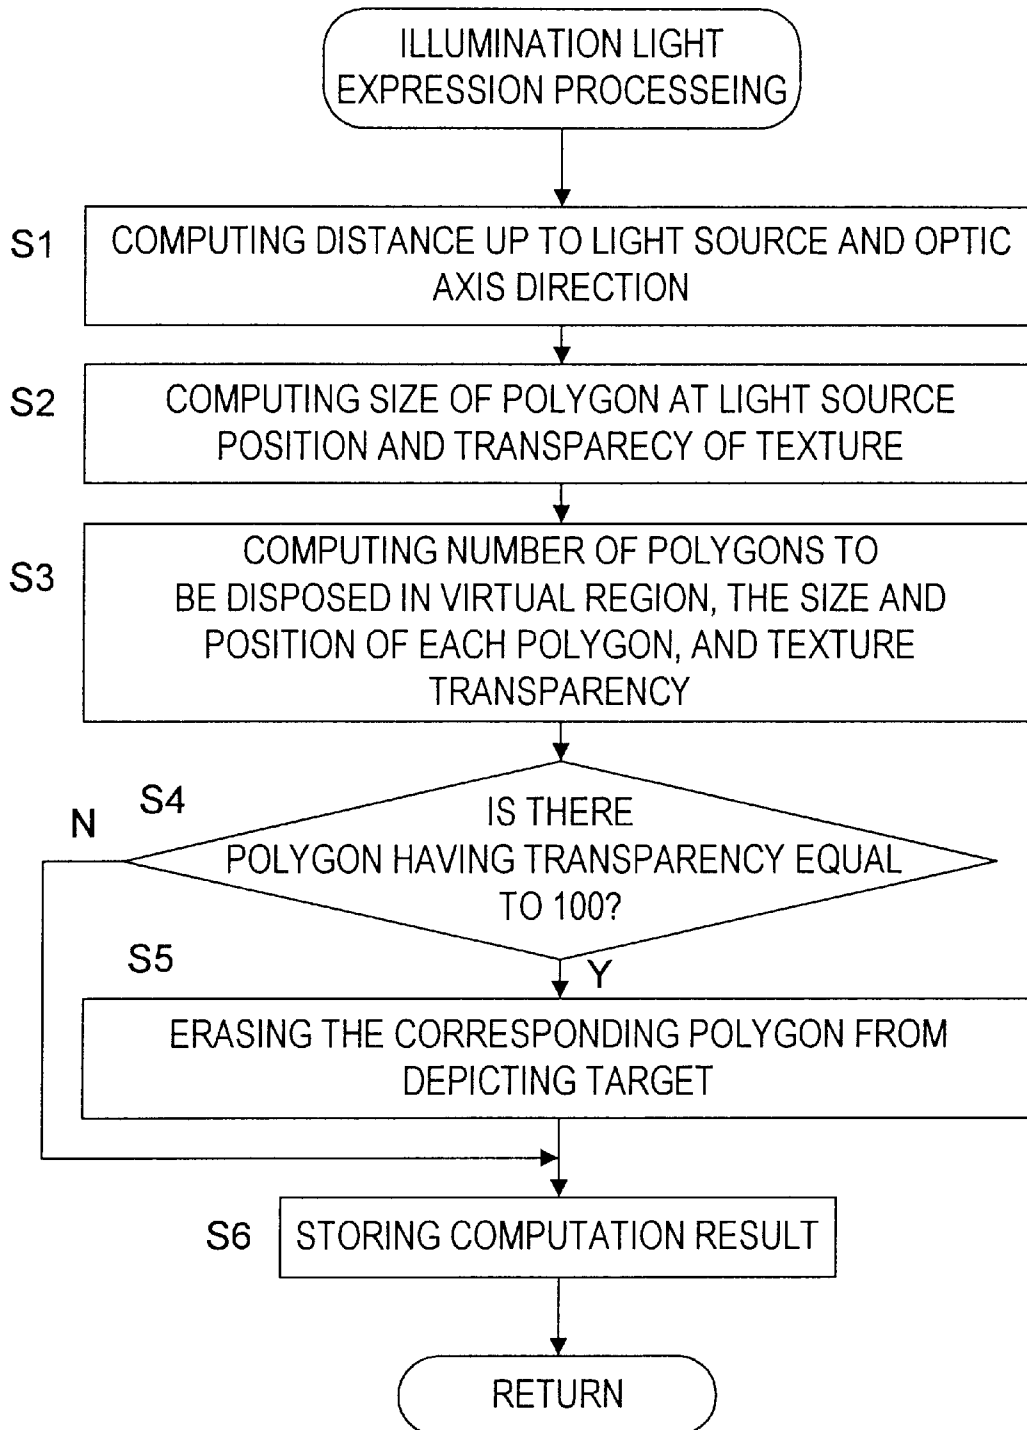 ILLUMINATION LIGHT
EXPRESSION PROCESSEING
S1
COMPUTING DISTANCE UP TO LIGHT SOURCE AND OPTIC
AXIS DIRECTION
S2
COMPUTING SIZE OF POLYGON AT LIGHT SOURCE
POSITION AND TRANSPARECY OF TEXTURE
S3
COMPUTING NUMBER OF POLYGONS TO
BE DISPOSED IN VIRTUAL REGION, THE SIZE AND
POSITION OF EACH POLYGON, AND TEXTURE
TRANSPARENCY
S4
N
IS THERE
POLYGON HAVING TRANSPARENCY EQUAL
TO 100?
Y
S5
ERASING THE CORRESPONDING POLYGON FROM
DEPICTING TARGET
S6
STORING COMPUTATION RESULT
RETURN